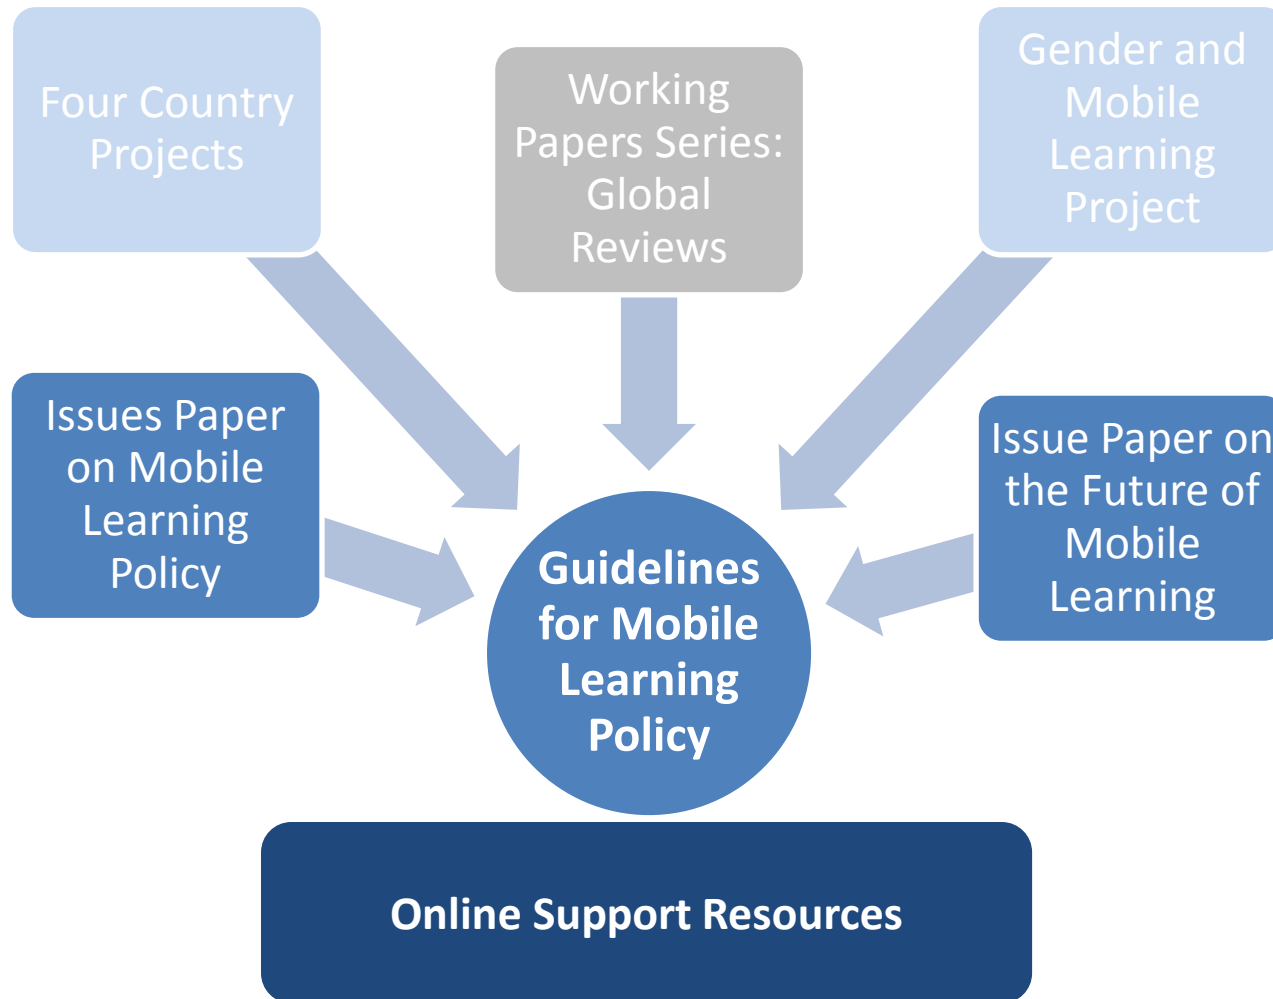 Four Country
Projects
Working
Papers Series:
Global
Reviews
Gender and
Mobile
Learning
Project
Issues Paper
on Mobile
Learning
Policy
Issue Paper on
the Future of
Mobile
Learning
Guidelines
for Mobile
Learning
Policy
Online Support Resources